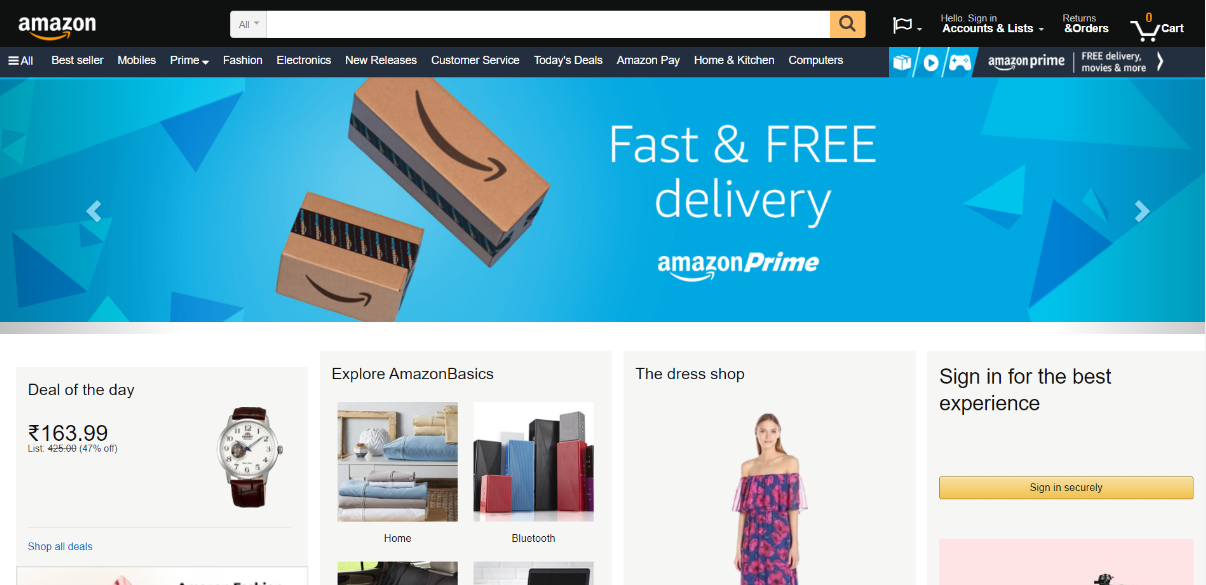 amazon
All
Hello. Sign in
Accounts & Lists
Returns
&Orders
0
Cart
All Best seller Mobiles Prime Fashion Electronics New Releases Customer Service Today's Deals Amazon Pay Home & Kitchen Computers
amazon prime
FREE delivery,
movies & more
Fast & FREE
delivery
amazon Prime
Deal of the day
₹163.99
List: 425.00 (47% off)
Shop all deals
Explore AmazonBasics
Home
Bluetooth
The dress shop
Sign in for the best
experience
Sign in securely